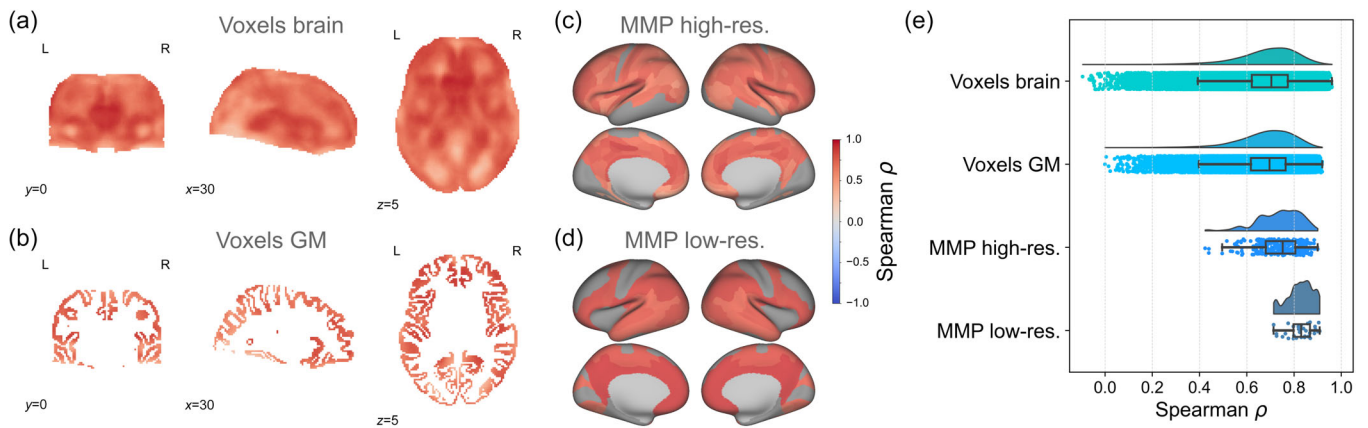 (a)
Voxels brain
L
R
L
R
y=0
x=30
z=5
(b)
Voxels GM
L
R
L
R
y=0
x=30
z=5
(c)
MMP high-res.
(d)
MMP low-res.
1.0
0.5
0.0
−0.5
−1.0
Spearman ρ
(e)
Voxels brain
Voxels GM
MMP high-res.
MMP low-res.
0.0 0.2 0.4 0.6 0.8 1.0
Spearman ρ